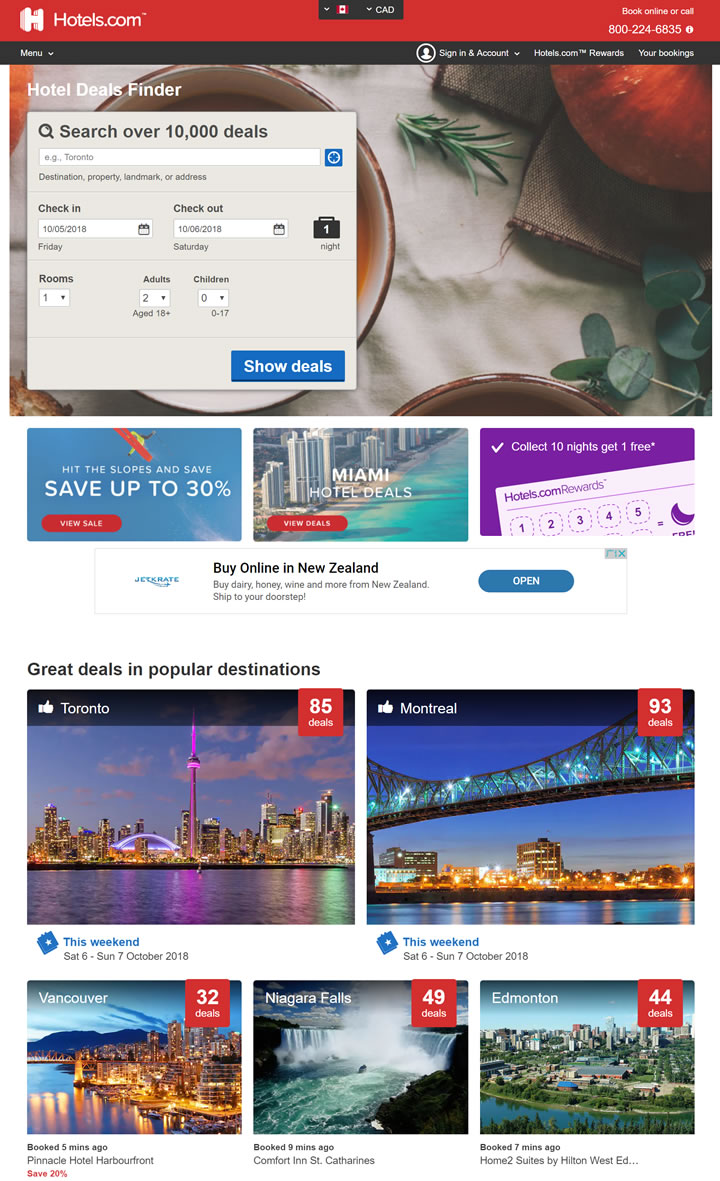 Hotels.com™
CAD
Book online or call
800-224-6835
Menu
Sign in & Account
Hotels.com™ Rewards
Your bookings
Hotel Deals Finder
Search over 10,000 deals
e.g., Toronto
Destination, property, landmark, or address
Check in
Check out
10/05/2018
10/06/2018
1
Friday
Saturday
night
Rooms
Adults
Children
1
2
0
Aged 18+
0-17
Show deals
HIT THE SLOPES AND SAVE
SAVE UP TO 30%
VIEW SALE
MIAMI
HOTEL DEALS
VIEW DEALS
Collect 10 nights get 1 free*
Hotels.comRewards™
1 2 3 4 5 =
JETKRATE
Buy Online in New Zealand
Buy dairy, honey, wine and more from New Zealand.
Ship to your doorstep!
OPEN
Great deals in popular destinations
Toronto
85
deals
Montreal
93
deals
This weekend
Sat 6 - Sun 7 October 2018
This weekend
Sat 6 - Sun 7 October 2018
Vancouver
32
deals
Niagara Falls
49
deals
Edmonton
44
deals
Booked 5 mins ago
Pinnacle Hotel Harbourfront
Save 20%
Booked 9 mins ago
Comfort Inn St. Catharines
Booked 7 mins ago
Home2 Suites by Hilton West Ed…